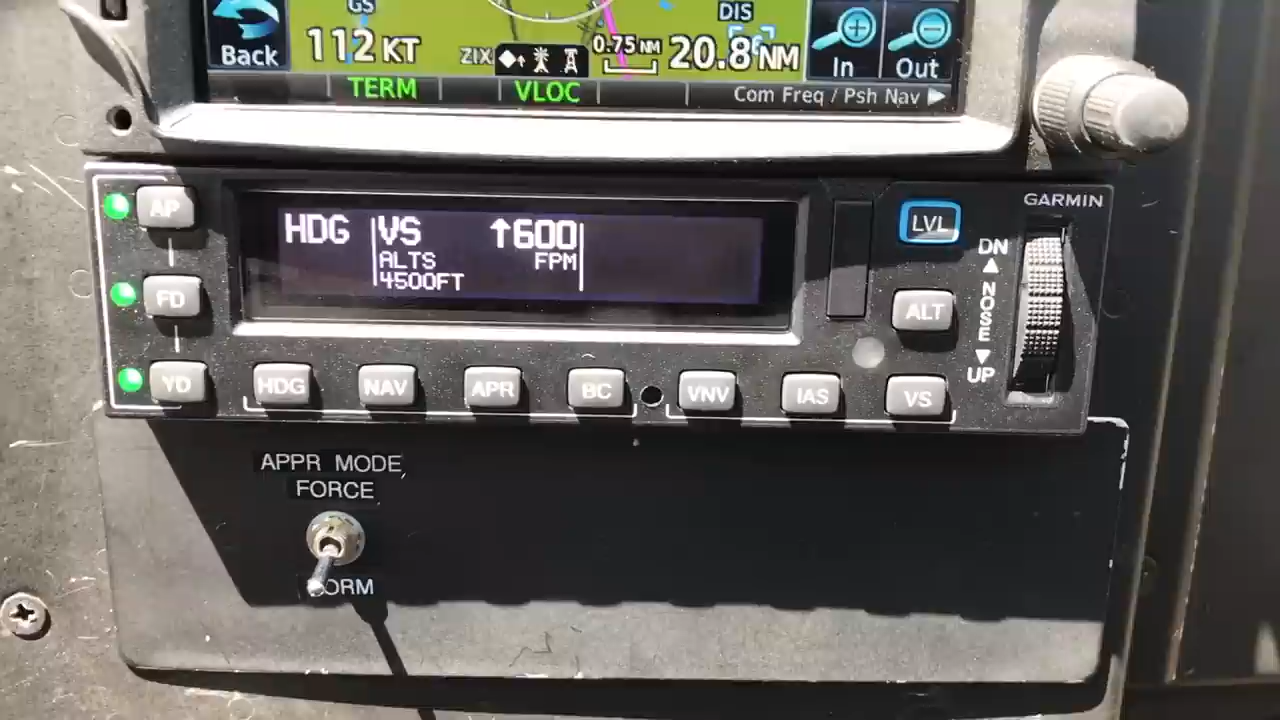 GS
DIS
Back
112 KT
ZIX
0.75 NM
20.8 NM
In
Out
TERM
VLOC
Com Freq / Psh Nav
AP
FD
YD
HDG
VS
↑600
ALTS
FPM
4500FT
LVL
GARMIN
DN
NOSE
UP
ALT
HDG
NAV
APR
BC
VNV
IAS
VS
APPR MODE
FORCE
NORM